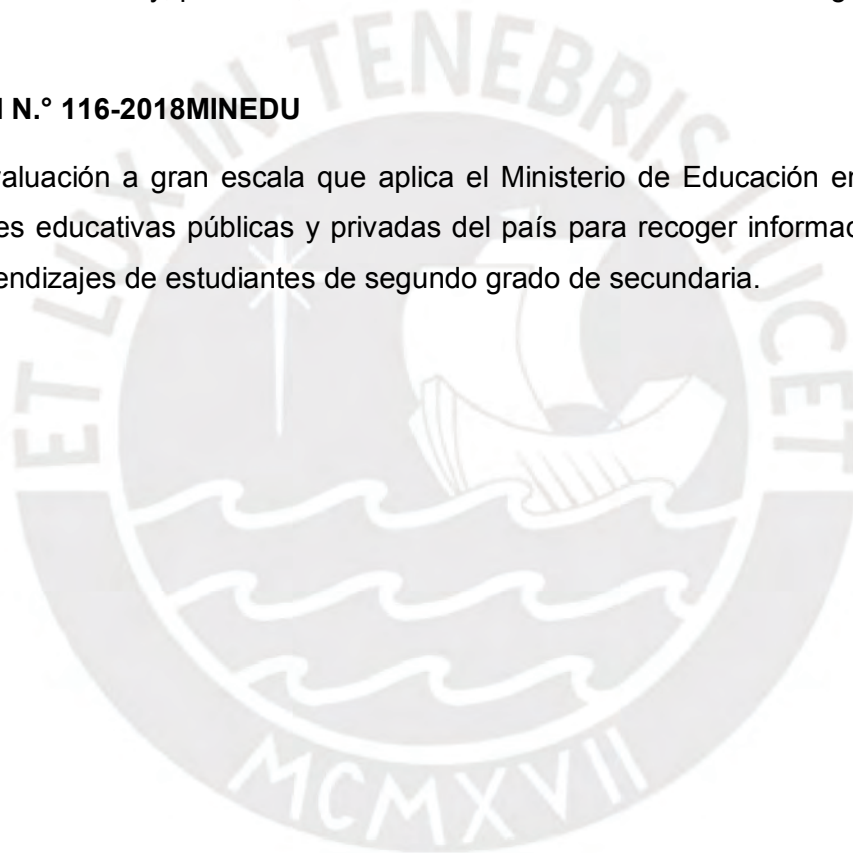 N.° 116-2018MINEDU
valuación a gran escala que aplica el Ministerio de Educación en
es educativas públicas y privadas del país para recoger informac
endizajes de estudiantes de segundo grado de secundaria.
ET LUX IN TENEBRIS LUCET
MCMXVII